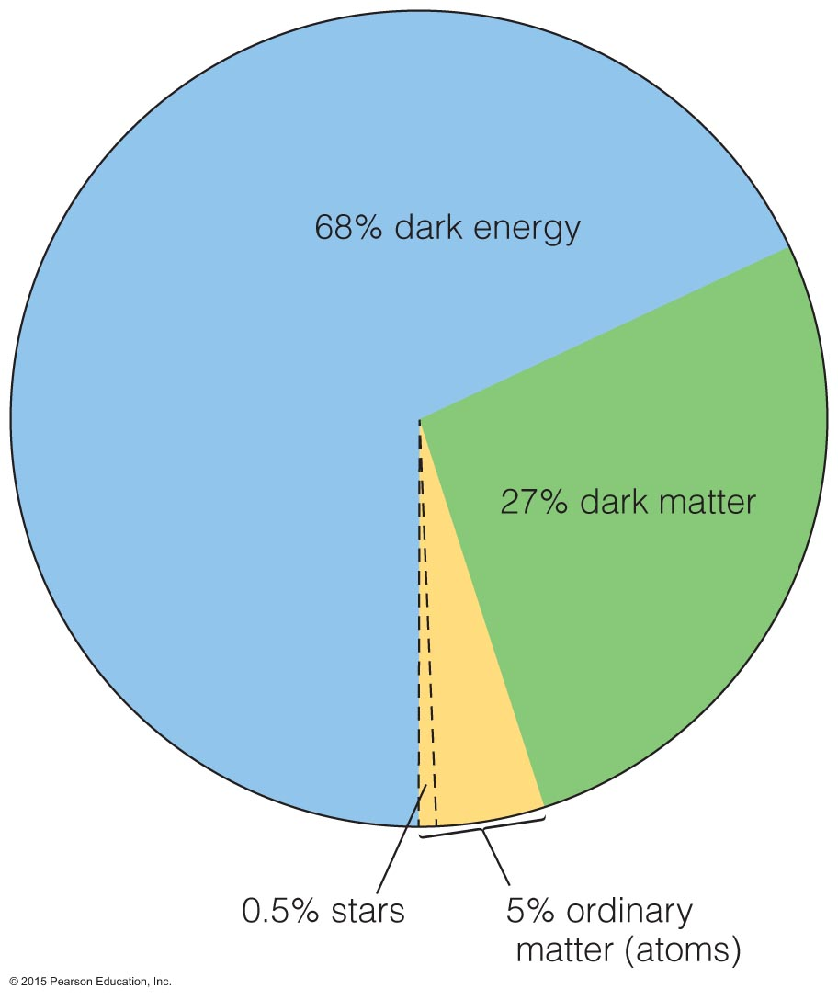 68% dark energy
27% dark matter
0.5% stars
5% ordinary
matter (atoms)
© 2015 Pearson Education, Inc.